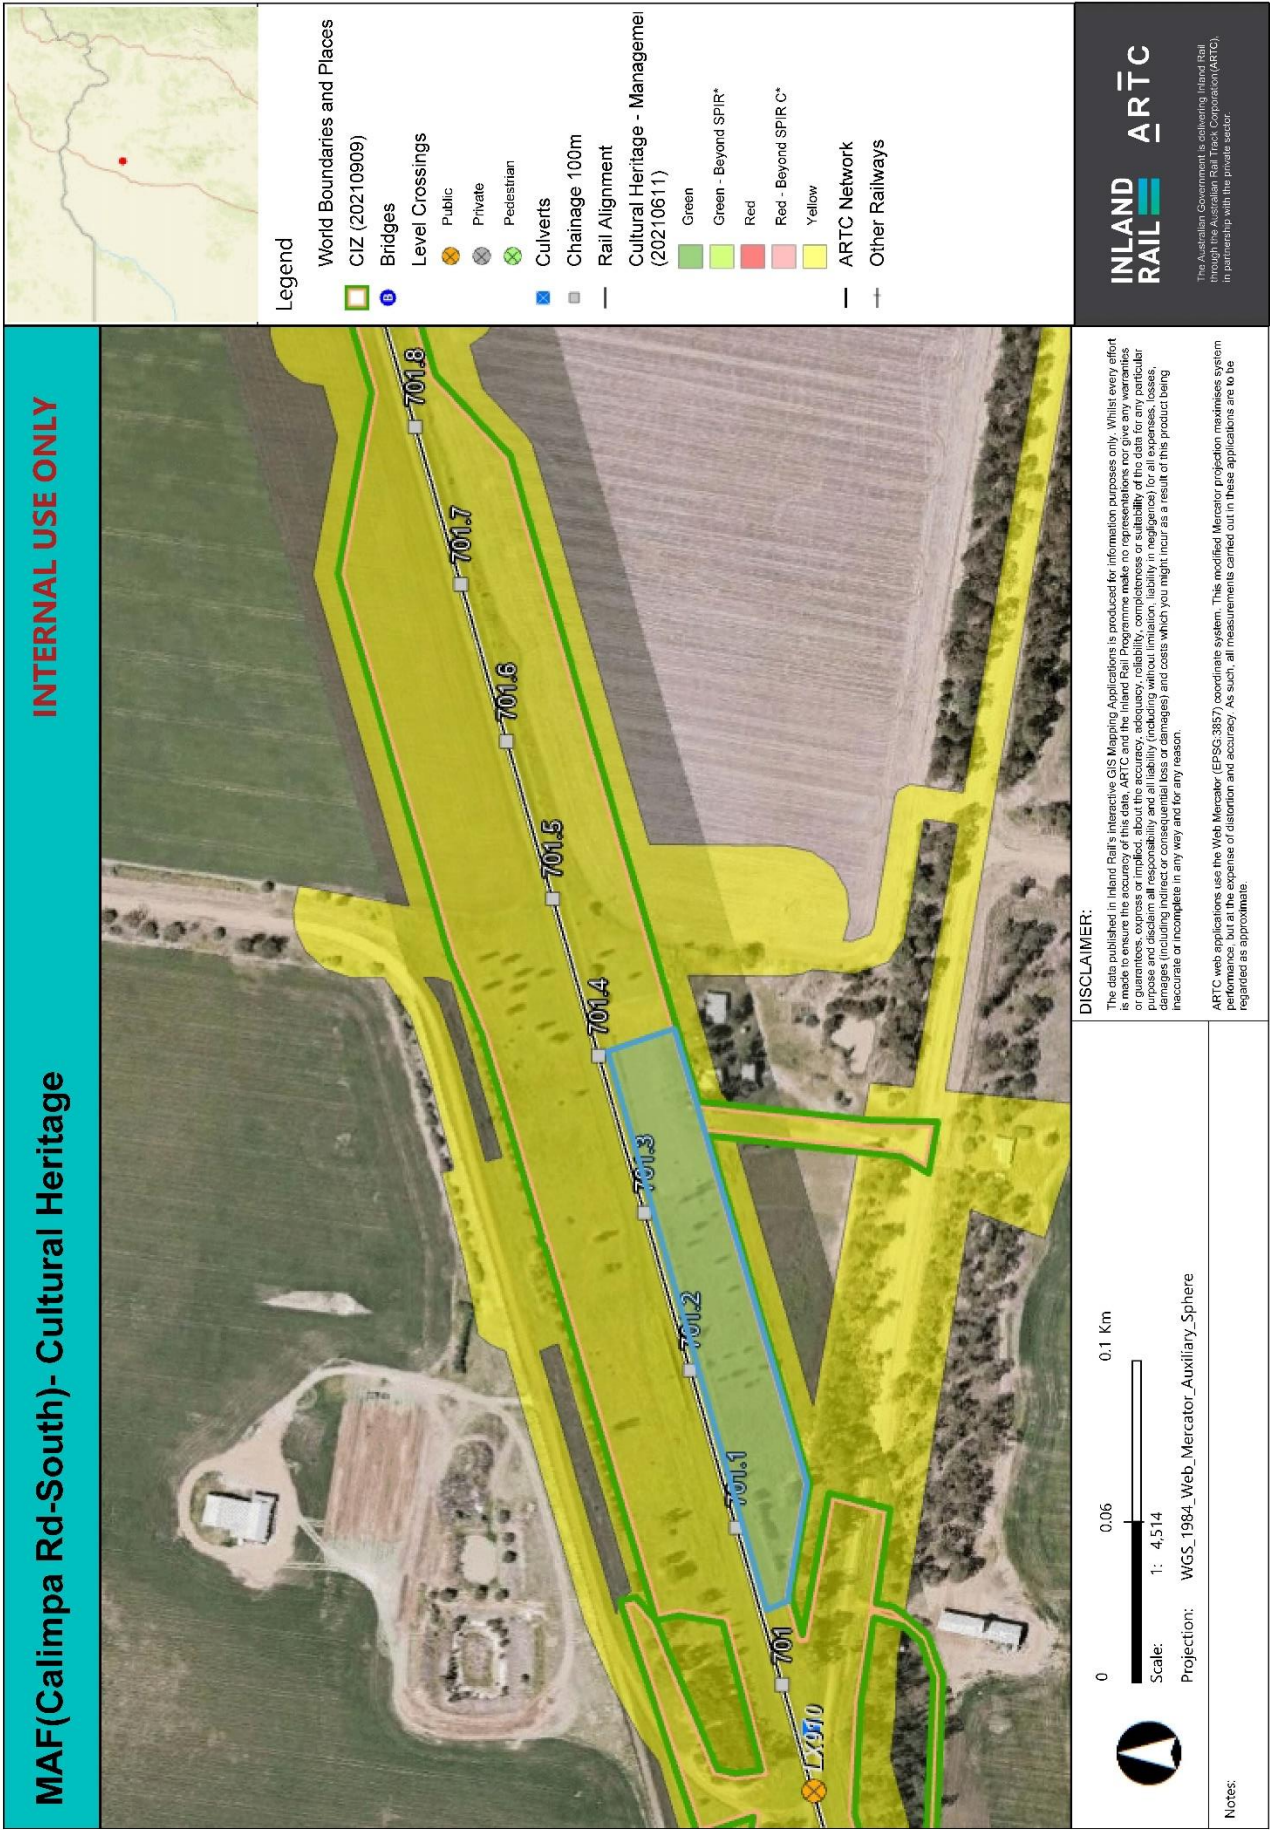 MAF(Calimpa Rd-South)- Cultural Heritage
INTERNAL USE ONLY
701.8
701.7
701.6
701.5
701.4
701.3
701.2
701.1
701
LX910
Legend
World Boundaries and Places
CIZ (20210909)
Bridges
B
Level Crossings
Public
Private
Pedestrian
Culverts
Chainage 100m
Rail Alignment
Cultural Heritage - Managemer
(20210611)
Green
Green - Beyond SPIR*
Red
Red - Beyond SPIR C*
Yellow
ARTC Network
Other Railways
0
0.06
0.1 Km
Scale: 1: 4,514
Projection: WGS_1984_Web_Mercator_Auxiliary_Sphere
Notes:
DISCLAIMER:
The data published in Inland Rail's interactive GIS Mapping Applications is produced for information purposes only. Whilst every effort
is made to ensure the accuracy of this data, ARTC and the Inland Rail Programme make no representations nor give any warranties
or guarantees, express or implied, about the accuracy, adequacy, reliability, completeness or suitability of the data for any particular
purpose and disclaim all responsibility and all liability (including without limitation, liability in negligence) for all expenses, losses,
damages (including indirect or consequential loss or damages) and costs which you might incur as a result of this product being
inaccurate or incomplete in any way and for any reason.
ARTC web applications use the Web Mercator (EPSG:3857) coordinate system. This modified Mercator projection maximises system
performance, but at the expense of distortion and accuracy. As such, all measurements carried out in these applications are to be
regarded as approximate.
INLAND
RAIL
ARTC
The Australian Government is delivering Inland Rail
through the Australian Rail Track Corporation (ARTC),
in partnership with the private sector.